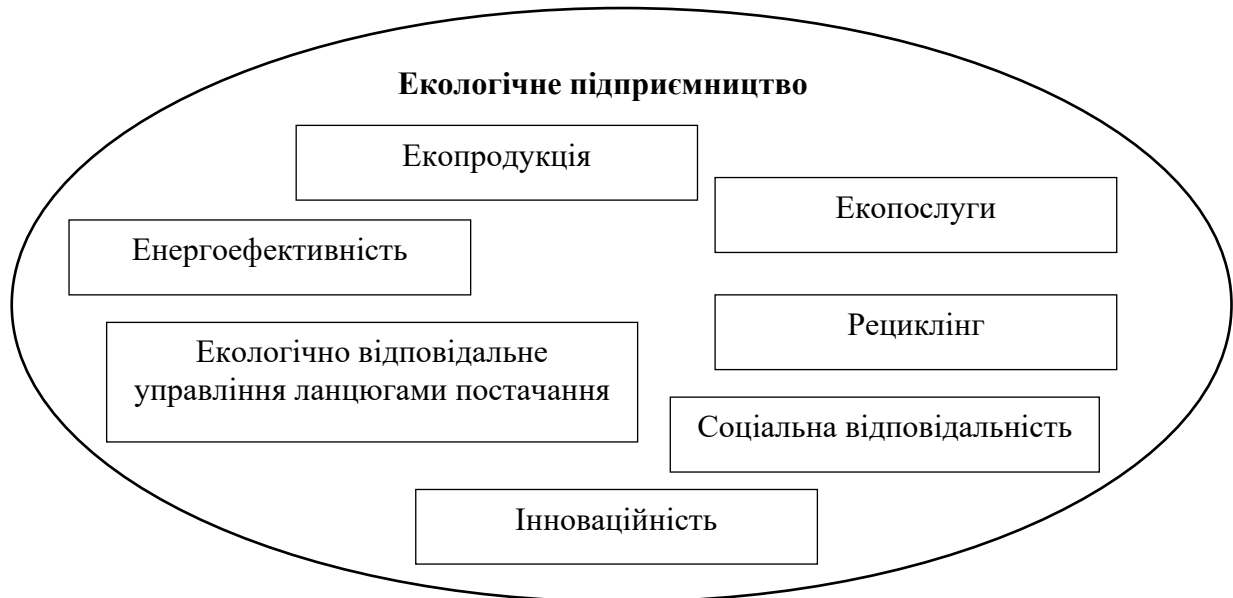 Екологічне підприємництво
Екопродукція
Екопослуги
Енергоефективність
Рециклінг
Екологічно відповідальне
управління ланцюгами постачання
Соціальна відповідальність
Інноваційність